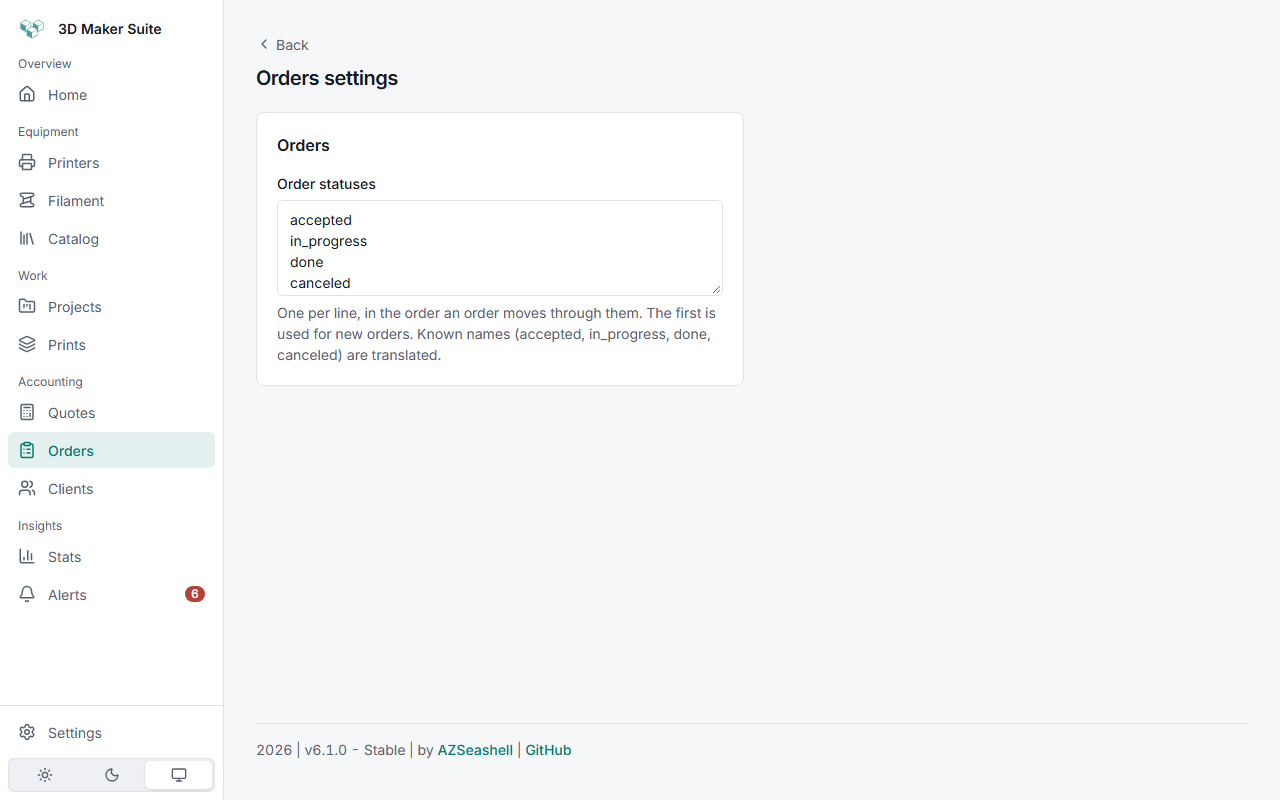 3D Maker Suite
Overview
Home
Equipment
Printers
Filament
Catalog
Work
Projects
Prints
Accounting
Quotes
Orders
Clients
Insights
Stats
Alerts 6
Settings
Back
Orders settings
Orders
Order statuses
accepted
in_progress
done
canceled
One per line, in the order an order moves through them. The first is
used for new orders. Known names (accepted, in_progress, done,
canceled) are translated.
2026 | v6.1.0 - Stable | by AZSeashell | GitHub